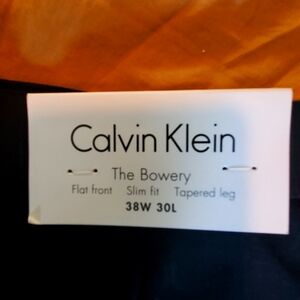 Calvin Klein
The Bowery
Flat front Slim fit Tapered leg
38W 30L